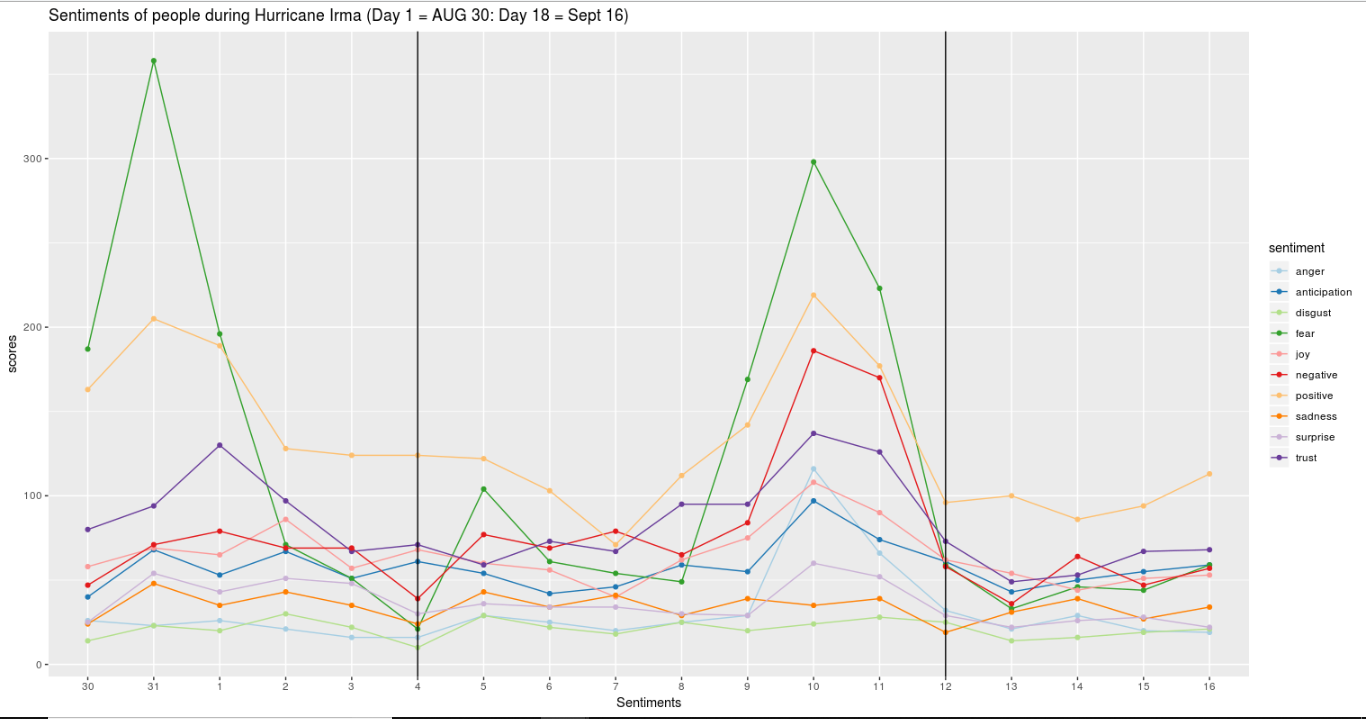 Sentiments of people during Hurricane Irma (Day 1 = AUG 30: Day 18 = Sept 16)
scores
300
200
100
0
30 31 1 2 3 4 5 6 7 8 9 10 11 12 13 14 15 16
Sentiments
sentiment
anger
anticipation
disgust
fear
joy
negative
positive
sadness
surprise
trust